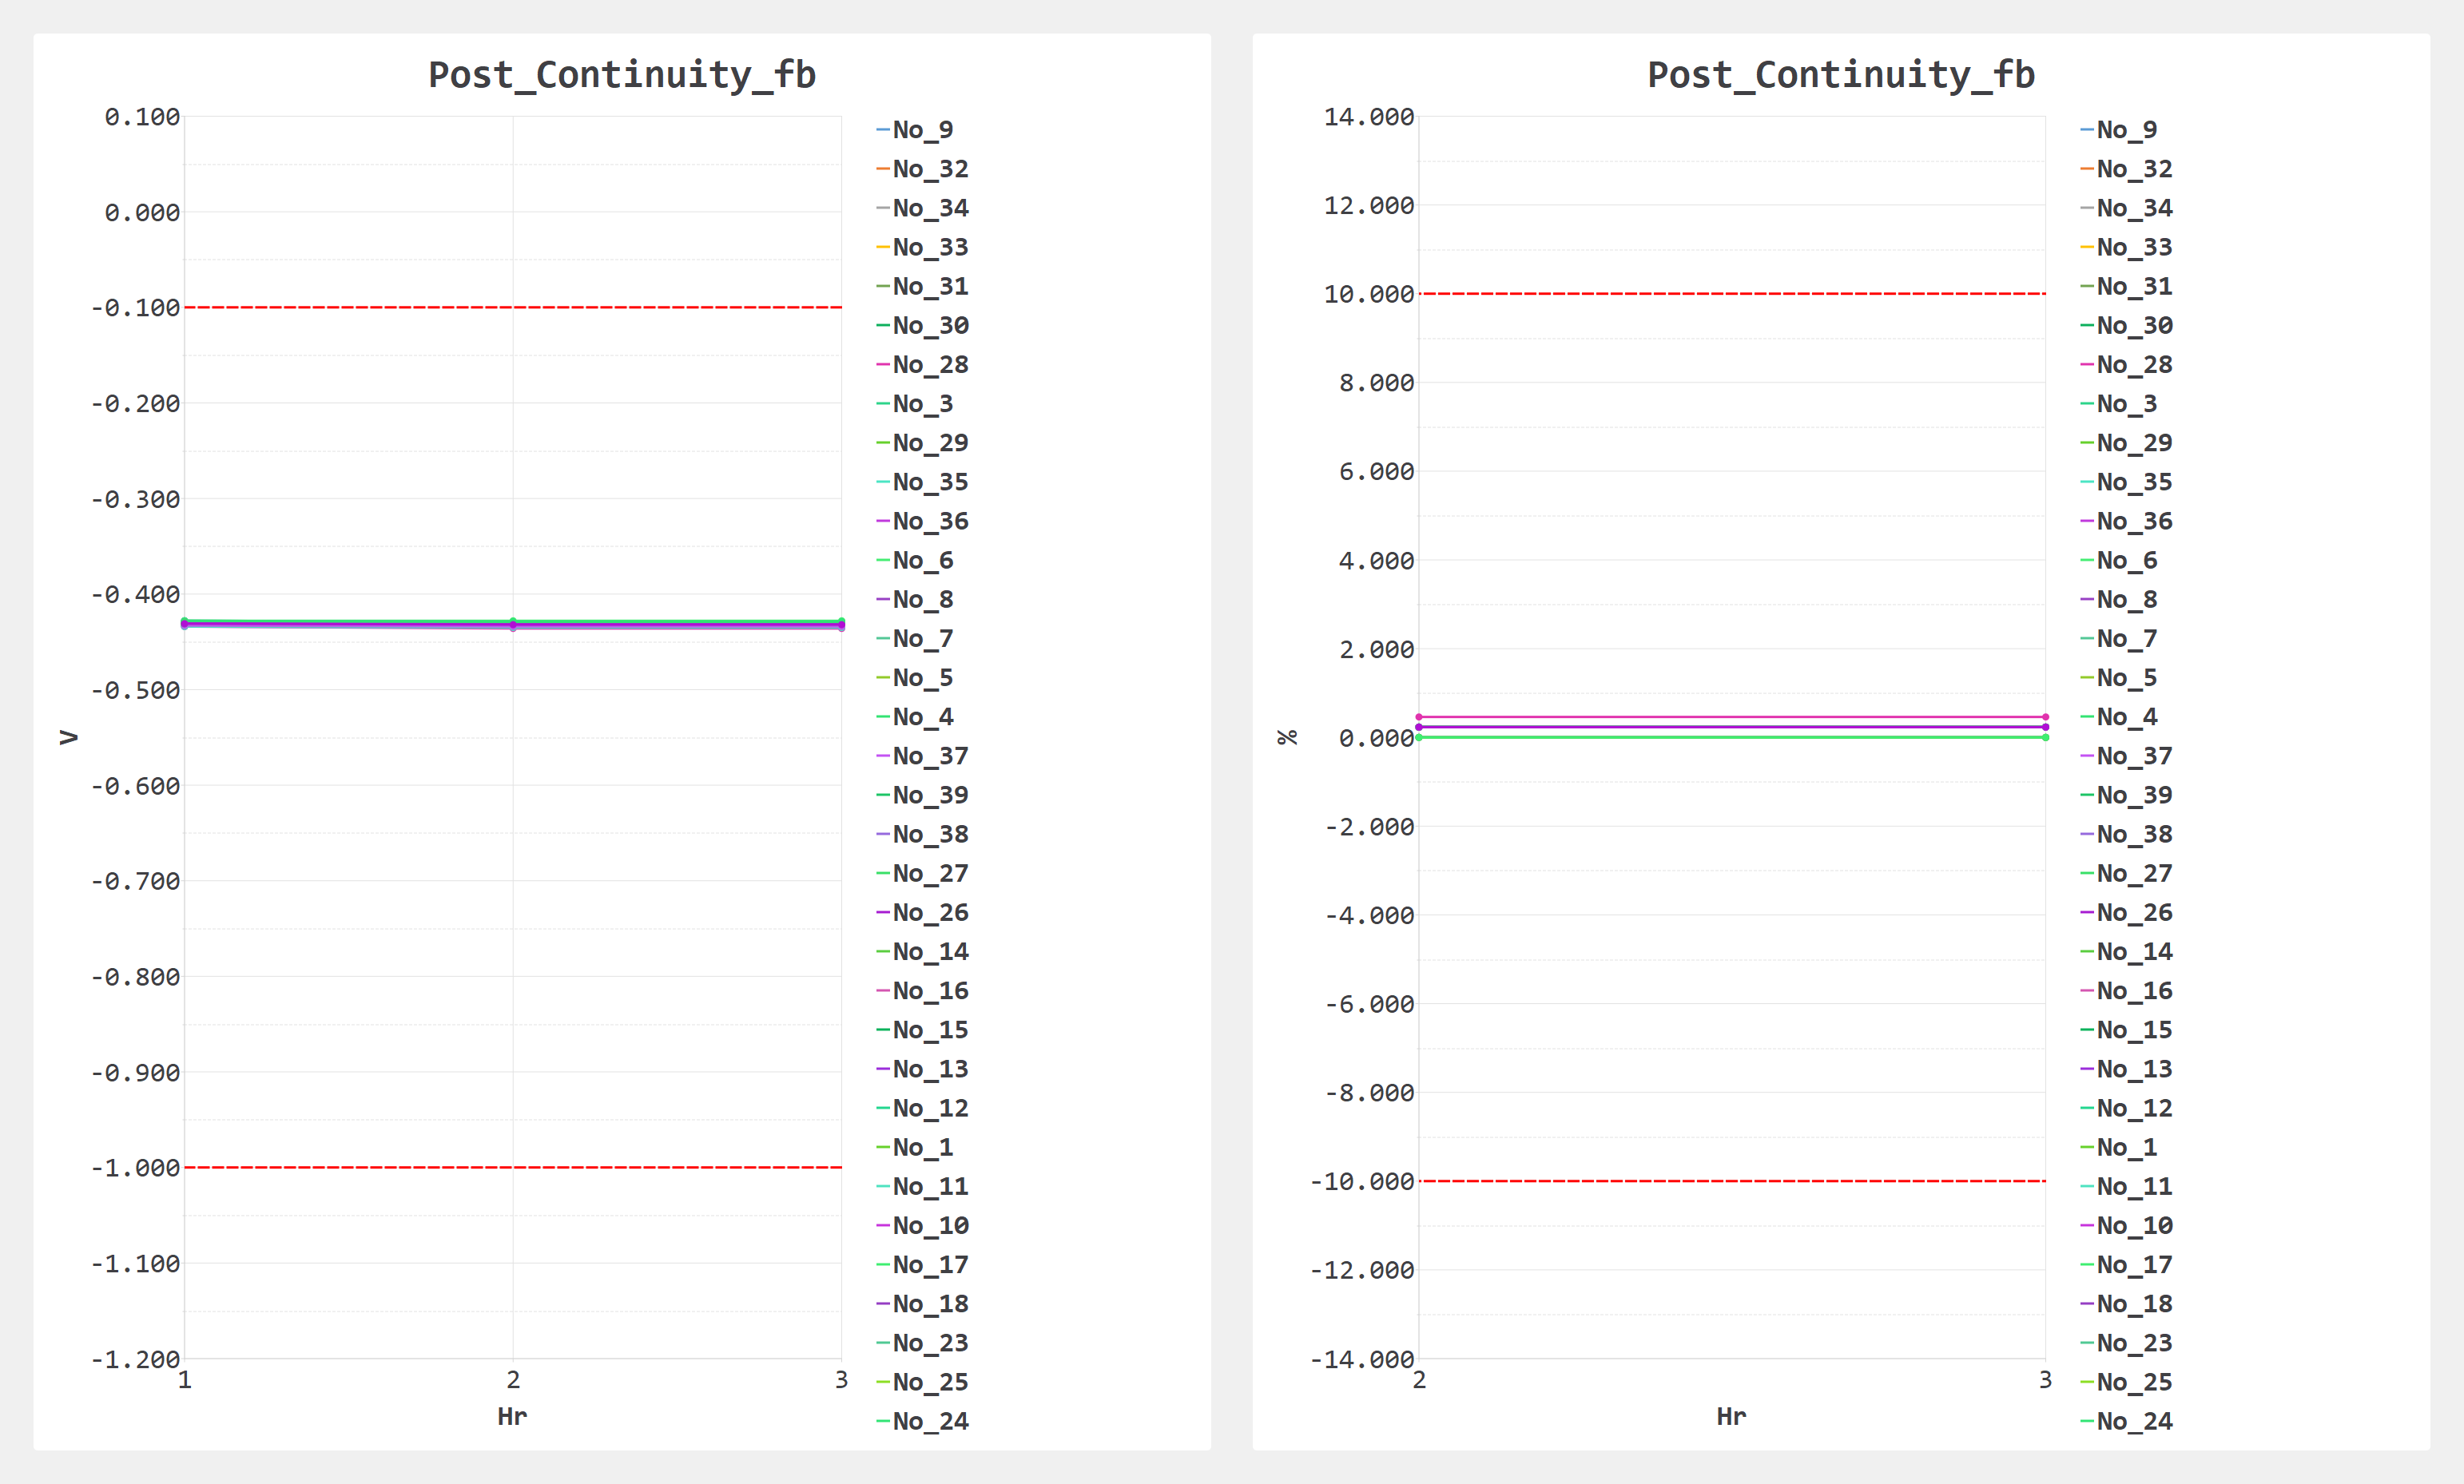 Post_Continuity_fb
0.100
0.000
-0.100
-0.200
-0.300
-0.400
-0.500
-0.600
-0.700
-0.800
-0.900
-1.000
-1.100
-1.200
V
1 2 3
Hr
No_9
No_32
No_34
No_33
No_31
No_30
No_28
No_3
No_29
No_35
No_36
No_6
No_8
No_7
No_5
No_4
No_37
No_39
No_38
No_27
No_26
No_14
No_16
No_15
No_13
No_12
No_1
No_11
No_10
No_17
No_18
No_23
No_25
No_24
Post_Continuity_fb
14.000
12.000
10.000
8.000
6.000
4.000
2.000
0.000
-2.000
-4.000
-6.000
-8.000
-10.000
-12.000
-14.000
%
2 3
Hr
No_9
No_32
No_34
No_33
No_31
No_30
No_28
No_3
No_29
No_35
No_36
No_6
No_8
No_7
No_5
No_4
No_37
No_39
No_38
No_27
No_26
No_14
No_16
No_15
No_13
No_12
No_1
No_11
No_10
No_17
No_18
No_23
No_25
No_24